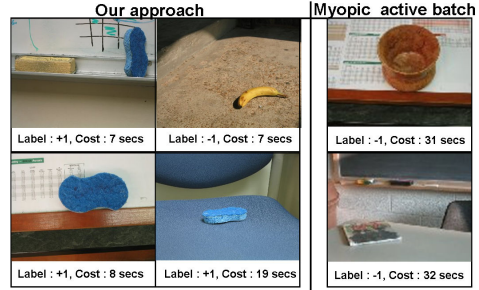 Our approach
Myopic active batch
Label : +1, Cost : 7 secs
Label : -1, Cost : 7 secs
Label : -1, Cost : 31 secs
Label : +1, Cost : 8 secs
Label : +1, Cost : 19 secs
Label : -1, Cost : 32 secs